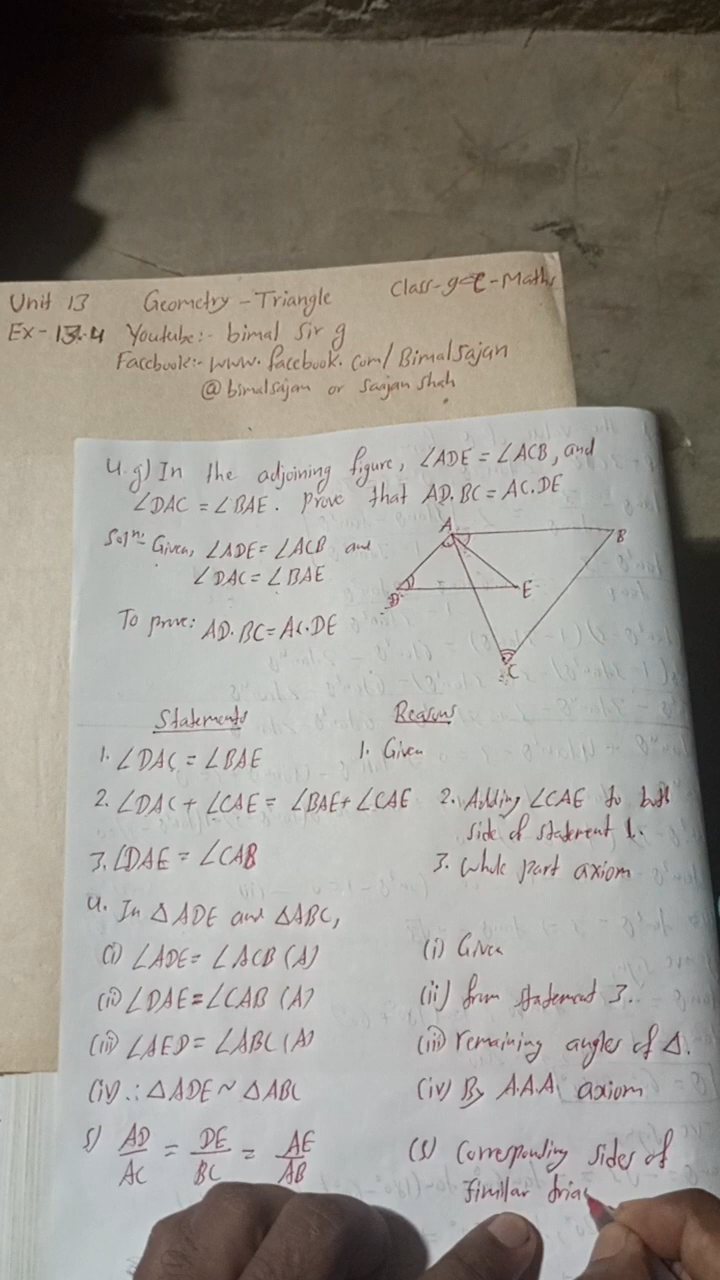 Unit 13 Geometry - Triangle Class-9 - Maths
Ex - 13.4 Youtube:- bimal sir g
Facebook:- www.facebook.com/Bimalsajan
@bimalsajan or Saajan Shah
4.g) In the adjoining figure, ∠ADE = ∠ACB, and
∠DAC = ∠BAE. Prove that AD.BC = AC.DE
Solⁿ:- Given, ∠ADE = ∠ACB and
∠DAC = ∠BAE
To prove: AD.BC = AC.DE
A B
D E
C
Statements Reasons
1. ∠DAC = ∠BAE 1. Given
2. ∠DAC + ∠CAE = ∠BAE + ∠CAE 2. Adding ∠CAE to both
side of statement 1.
3. ∠DAE = ∠CAB 3. Whole part axiom
4. In △ADE and △ABC,
(i) ∠ADE = ∠ACB (A) (i) Given
(ii) ∠DAE = ∠CAB (A) (ii) from statement 3.
(iii) ∠AED = ∠ABC (A) (iii) remaining angles of △.
(iv) ∴ △ADE ~ △ABC (iv) By A.A.A. axiom
5) AD/AC = DE/BC = AE/AB (5) Corresponding sides of
similar